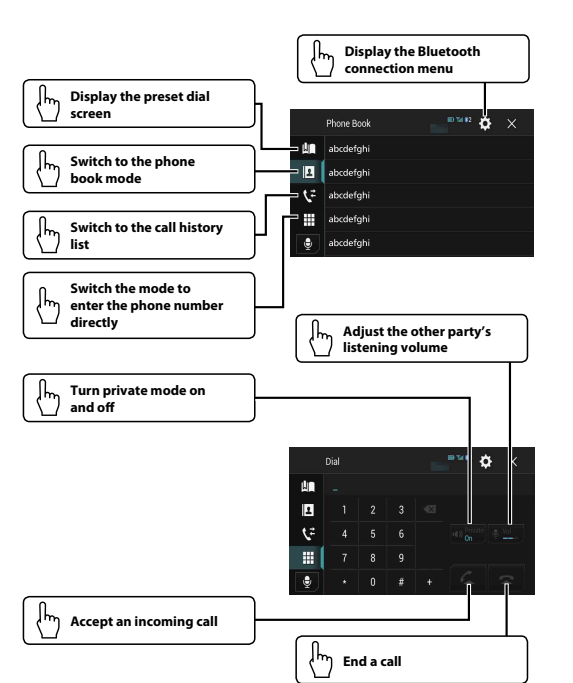 Display the Bluetooth
connection menu
Display the preset dial
screen
Phone Book
abcdefghi
Switch to the phone
book mode
abcdefghi
abcdefghi
Switch to the call history
list
abcdefghi
abcdefghi
Switch the mode to
enter the phone number
directly
Adjust the other party’s
listening volume
Turn private mode on
and off
Dial
_
1 2 3
4 5 6
Private
On
Vol
7 8 9
* 0 # +
Accept an incoming call
End a call